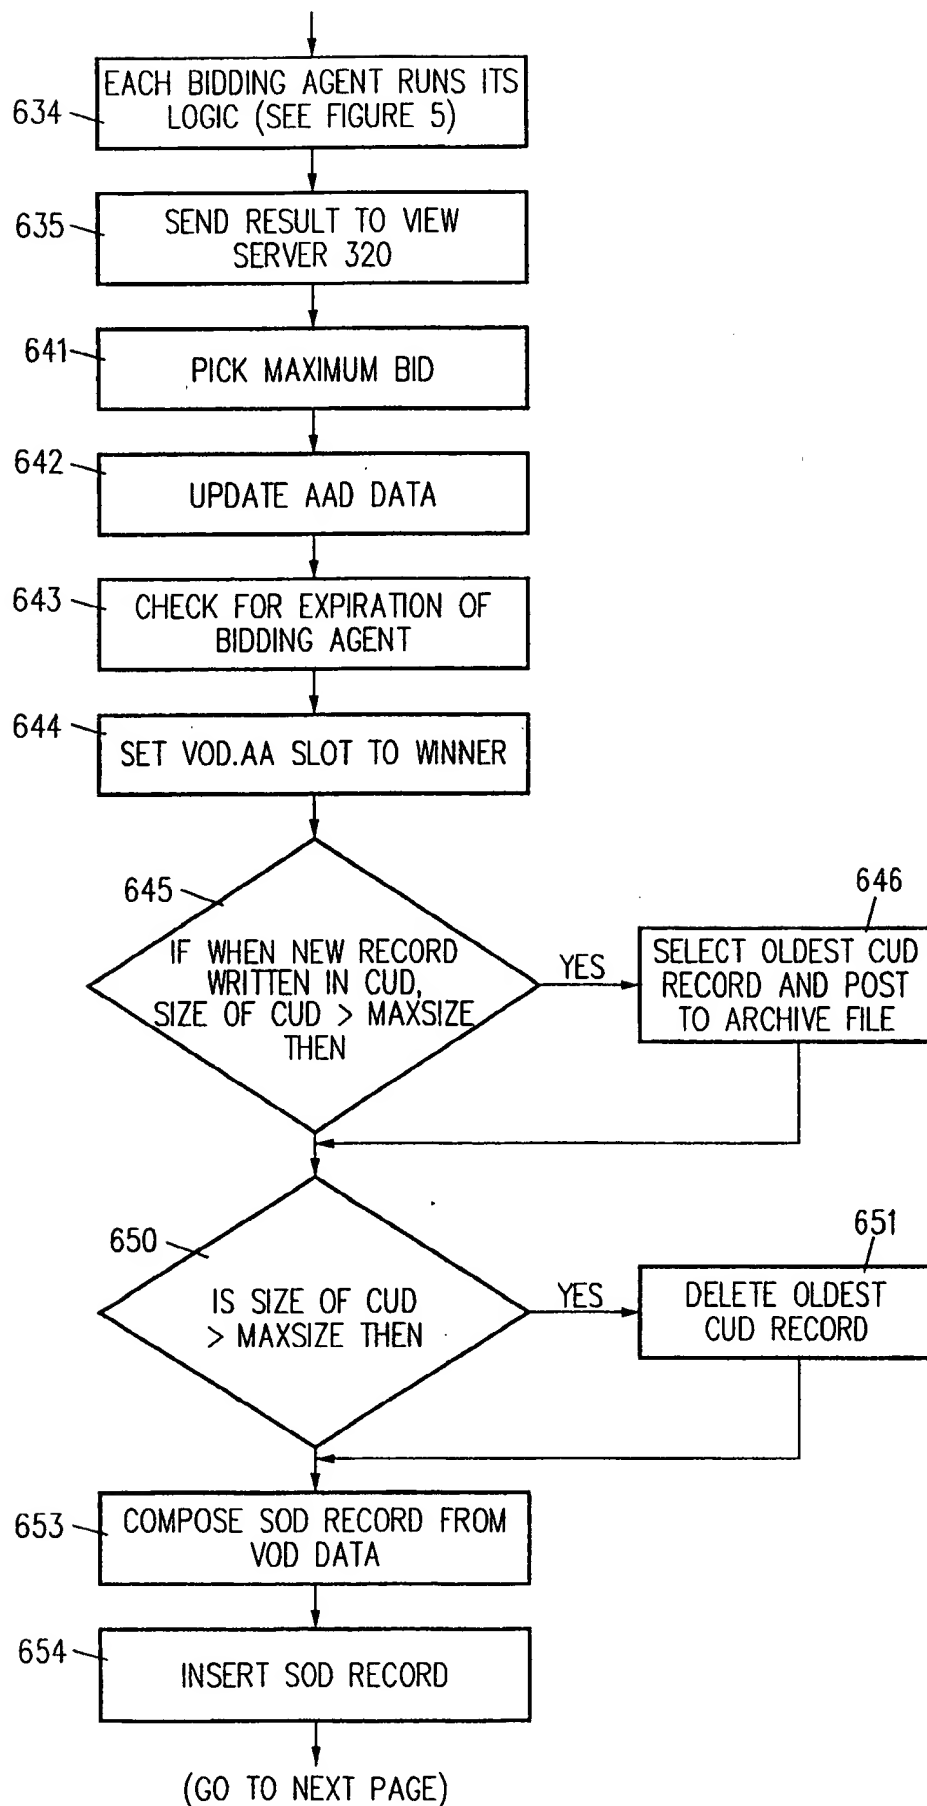 EACH BIDDING AGENT RUNS ITS
LOGIC (SEE FIGURE 5)
634
635
SEND RESULT TO VIEW
SERVER 320
641
PICK MAXIMUM BID
642
UPDATE AAD DATA
643
CHECK FOR EXPIRATION OF
BIDDING AGENT
644
SET VOD.AA SLOT TO WINNER
645
IF WHEN NEW RECORD
WRITTEN IN CUD,
SIZE OF CUD > MAXSIZE
THEN
YES
646
SELECT OLDEST CUD
RECORD AND POST
TO ARCHIVE FILE
650
IS SIZE OF CUD
> MAXSIZE THEN
YES
651
DELETE OLDEST
CUD RECORD
653
COMPOSE SOD RECORD FROM
VOD DATA
654
INSERT SOD RECORD
(GO TO NEXT PAGE)